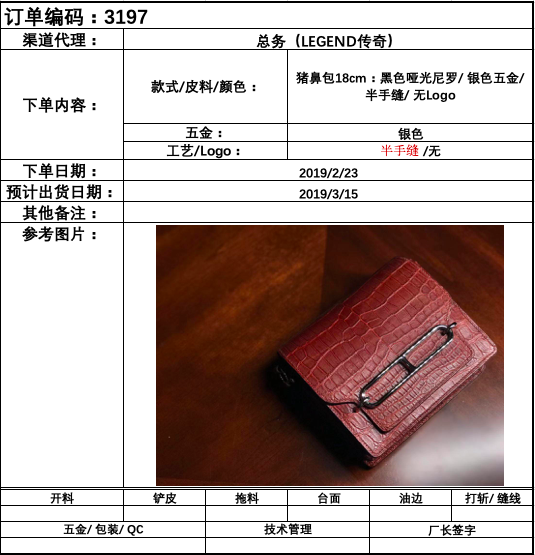 订单编码：3197
渠道代理：
总务（LEGEND传奇）
下单内容：
款式/皮料/颜色：
猪鼻包18cm：黑色哑光尼罗/ 银色五金/
半手缝/ 无Logo
五金：
银色
工艺/Logo：
半手缝 /无
下单日期：
2019/2/23
预计出货日期：
2019/3/15
其他备注：
参考图片：
开料
铲皮
拖料
台面
油边
打斩/ 缝线
五金/ 包装/ QC
技术管理
厂长签字